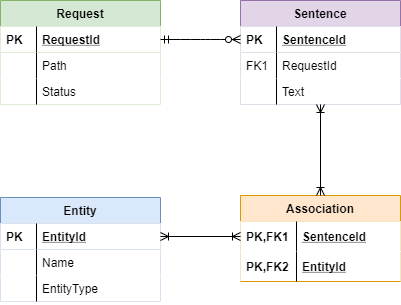 Request
PK RequestId
Path
Status
Sentence
PK SentenceId
FK1 RequestId
Text
Entity
PK EntityId
Name
EntityType
Association
PK,FK1 SentenceId
PK,FK2 EntityId